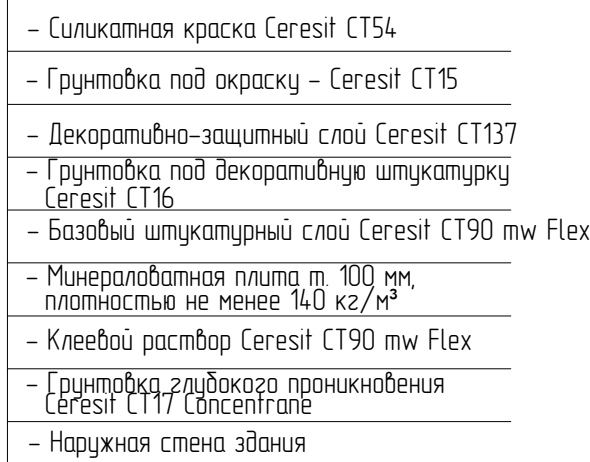 – Силикатная краска Ceresit CT54
– Грунтовка под окраску – Ceresit CT15
– Декоративно-защитный слой Ceresit CT137
– Грунтовка под декоративную штукатурку
Ceresit CT16
– Базовый штукатурный слой Ceresit CT90 mw Flex
– Минераловатная плита т. 100 мм,
плотностью не менее 140 кг/м³
– Клеевой раствор Ceresit CT90 mw Flex
– Грунтовка глубокого проникновения
Ceresit CT17 Concentrane
– Наружная стена здания